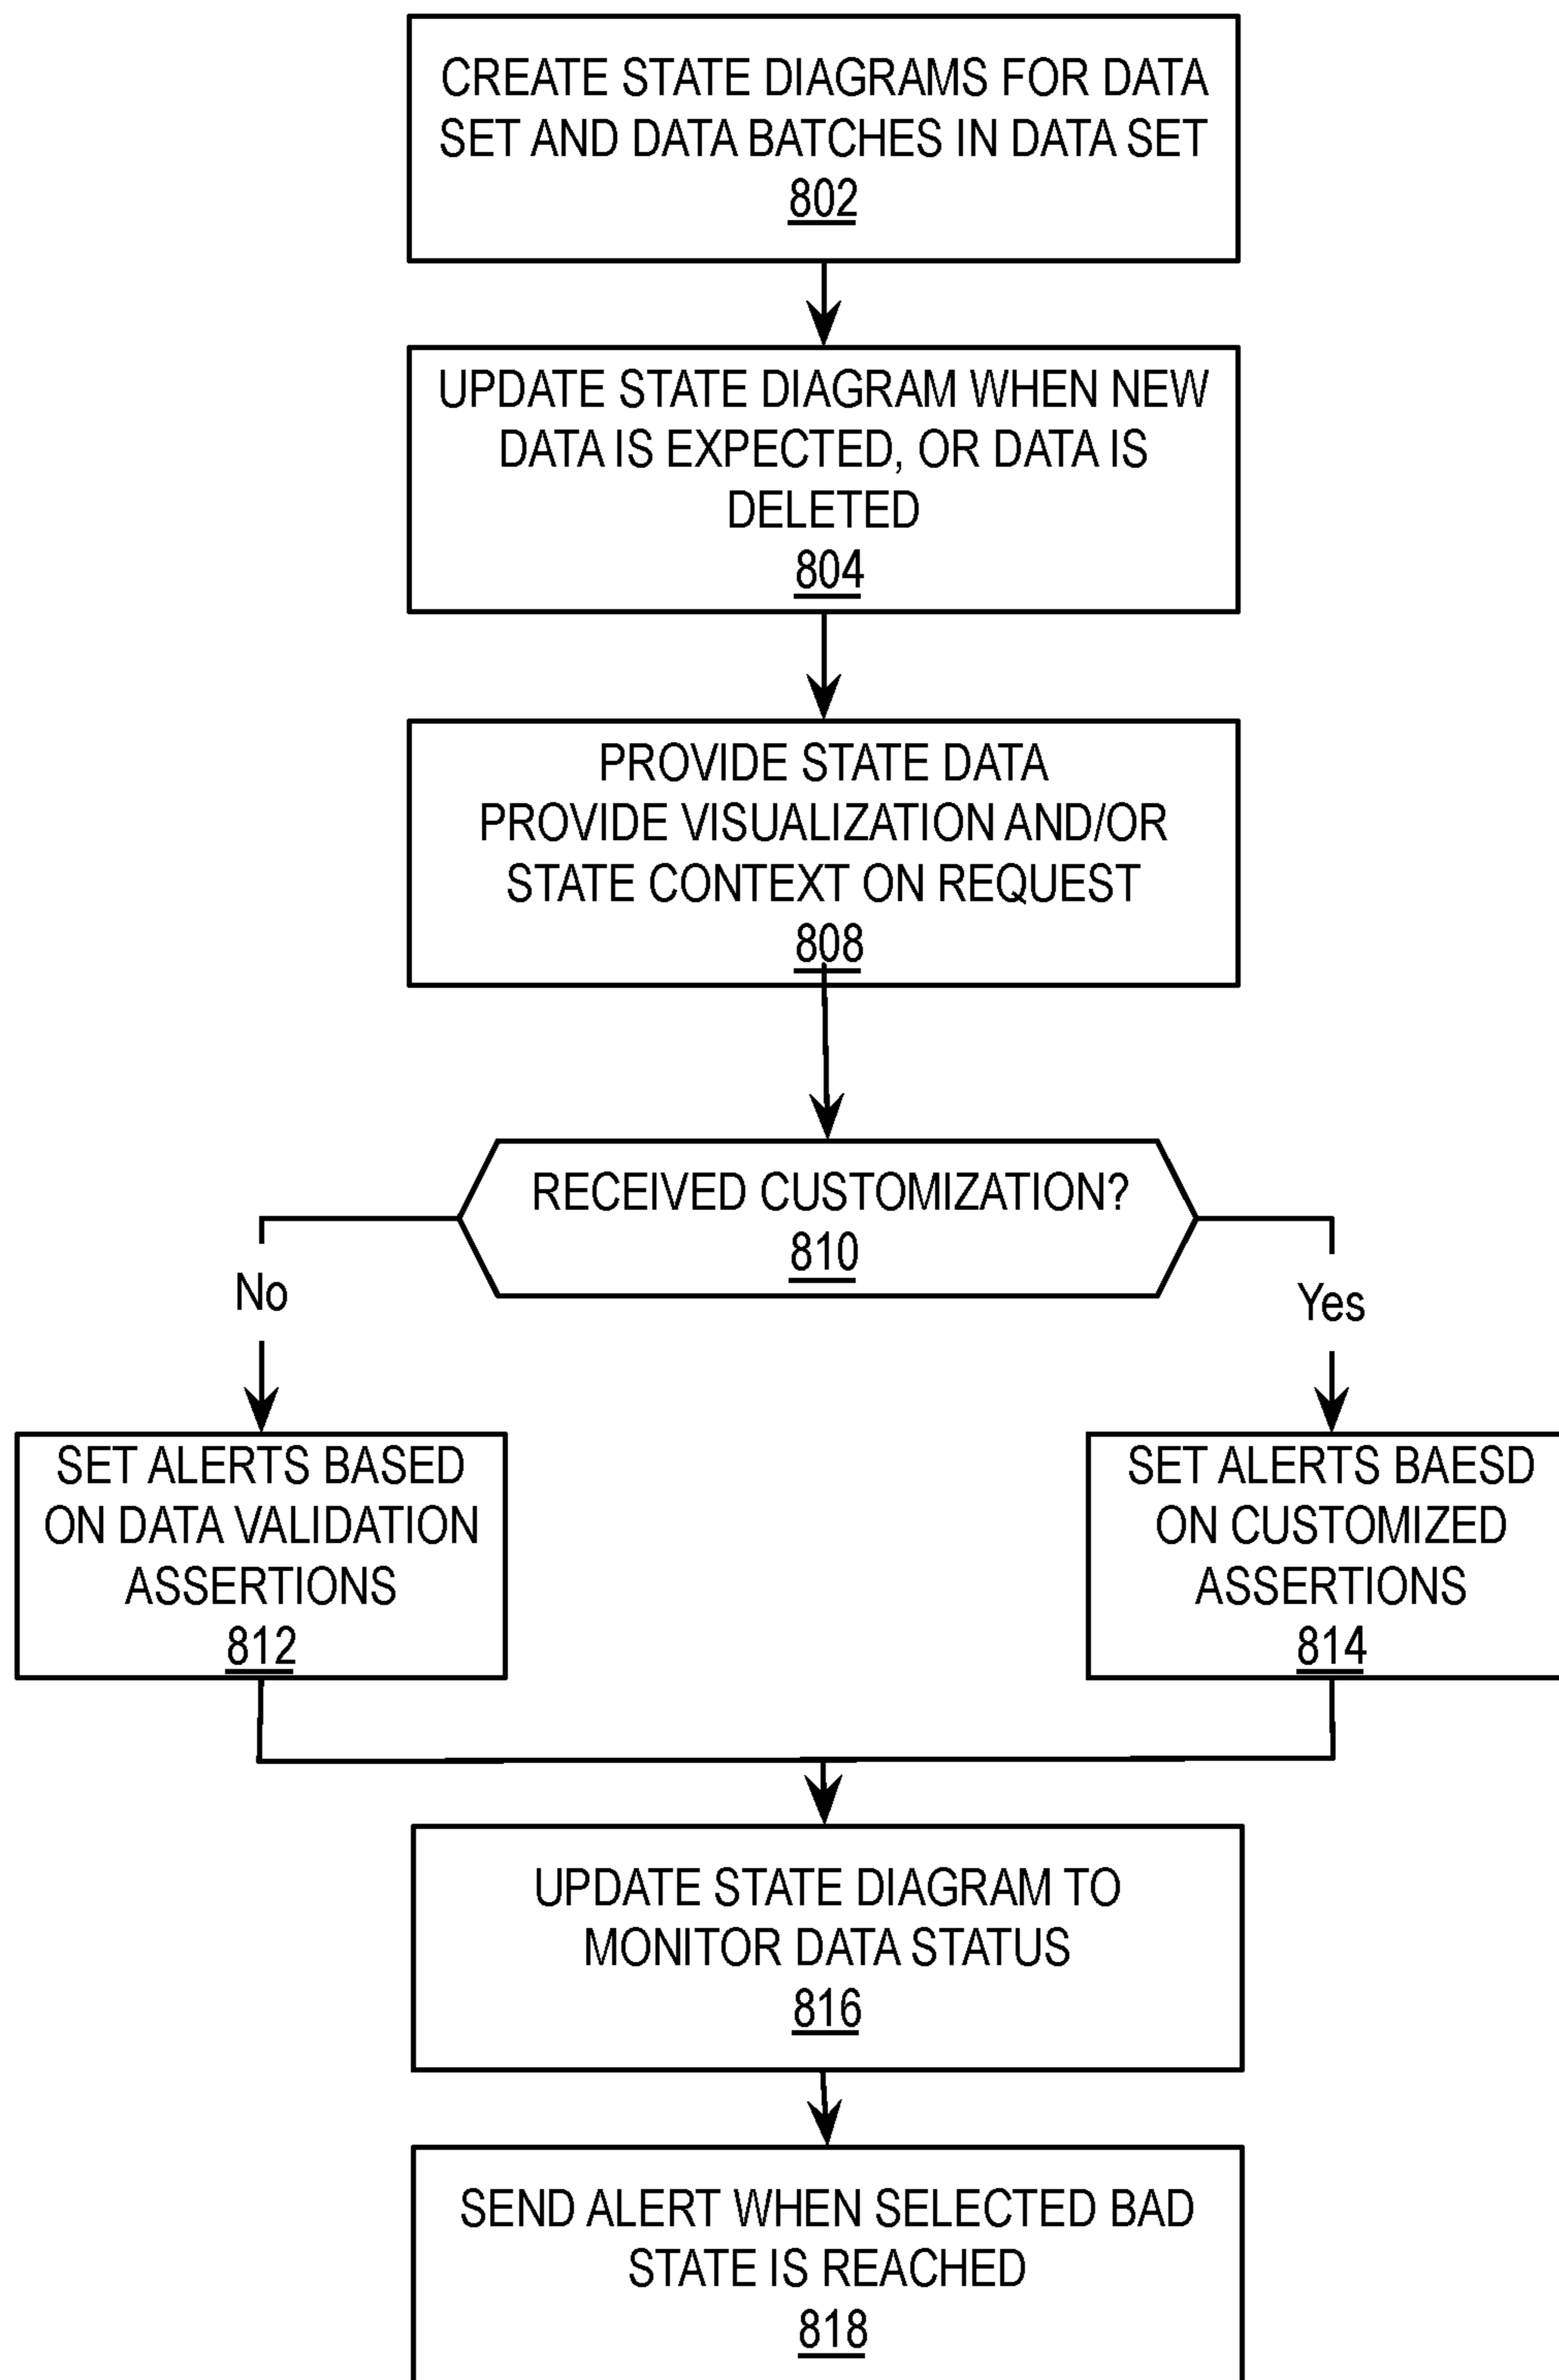 CREATE STATE DIAGRAMS FOR DATA
SET AND DATA BATCHES IN DATA SET
802
UPDATE STATE DIAGRAM WHEN NEW
DATA IS EXPECTED, OR DATA IS
DELETED
804
PROVIDE STATE DATA
PROVIDE VISUALIZATION AND/OR
STATE CONTEXT ON REQUEST
808
RECEIVED CUSTOMIZATION?
810
No
Yes
SET ALERTS BASED
ON DATA VALIDATION
ASSERTIONS
812
SET ALERTS BAESD
ON CUSTOMIZED
ASSERTIONS
814
UPDATE STATE DIAGRAM TO
MONITOR DATA STATUS
816
SEND ALERT WHEN SELECTED BAD
STATE IS REACHED
818